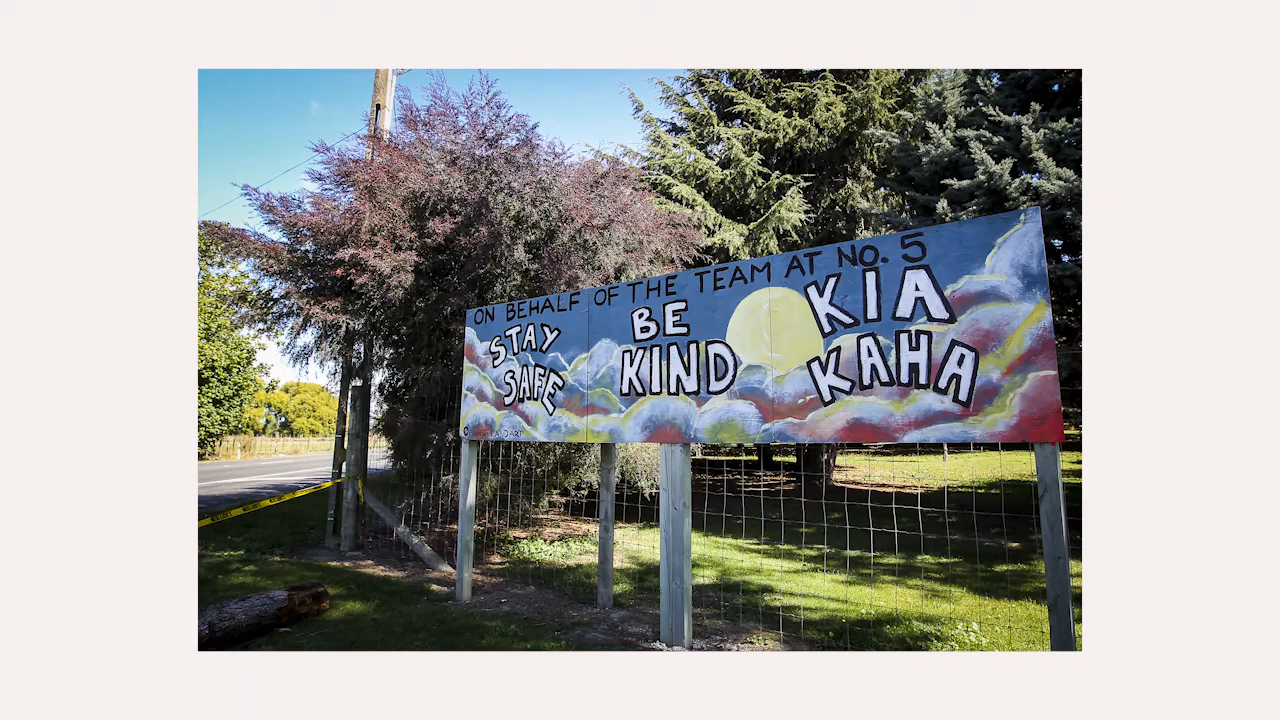 ON BEHALF OF THE TEAM AT NO. 5
STAY
SAFE
BE
KIND
KIA
KAHA